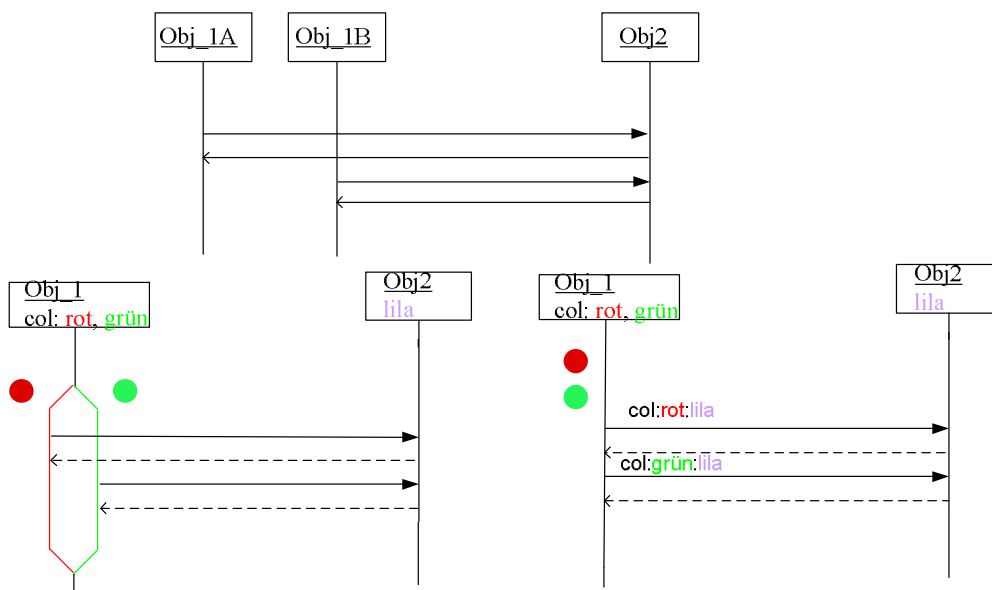 Obj_1A
Obj_1B
Obj2
Obj_1
col: rot, grün
Obj2
lila
Obj_1
col: rot, grün
Obj2
lila
col:rot:lila
col:grün:lila